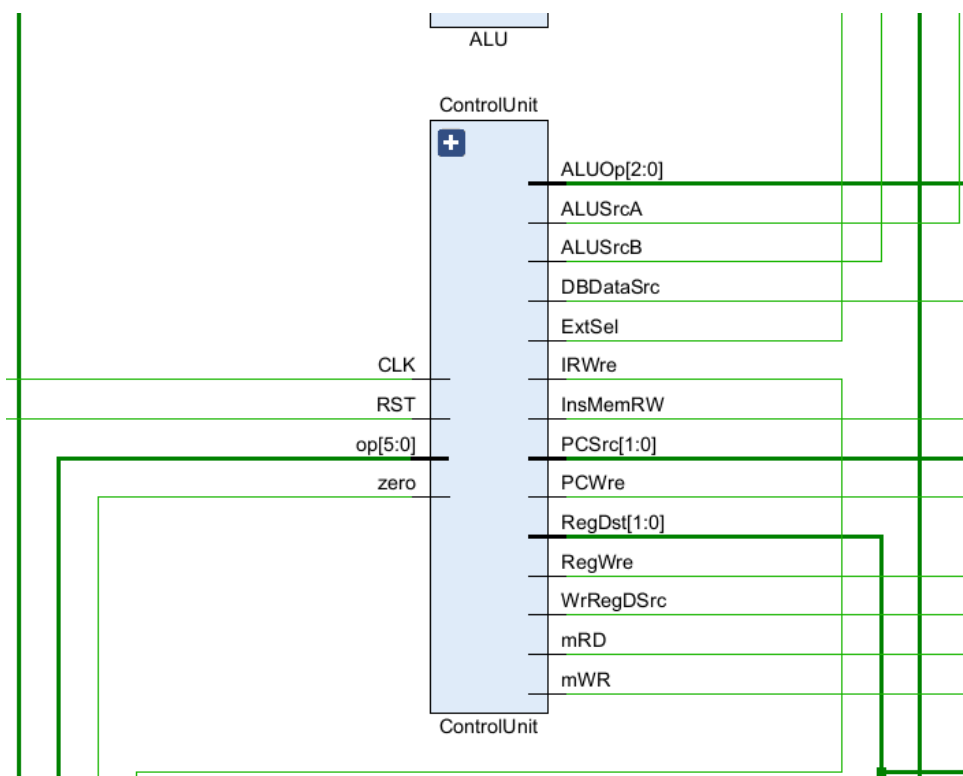 ALU
ControlUnit
ALUOp[2:0]
ALUSrcA
ALUSrcB
DBDataSrc
ExtSel
CLK
IRWre
RST
InsMemRW
op[5:0]
PCSrc[1:0]
zero
PCWre
RegDst[1:0]
RegWre
WrRegDSrc
mRD
mWR
ControlUnit